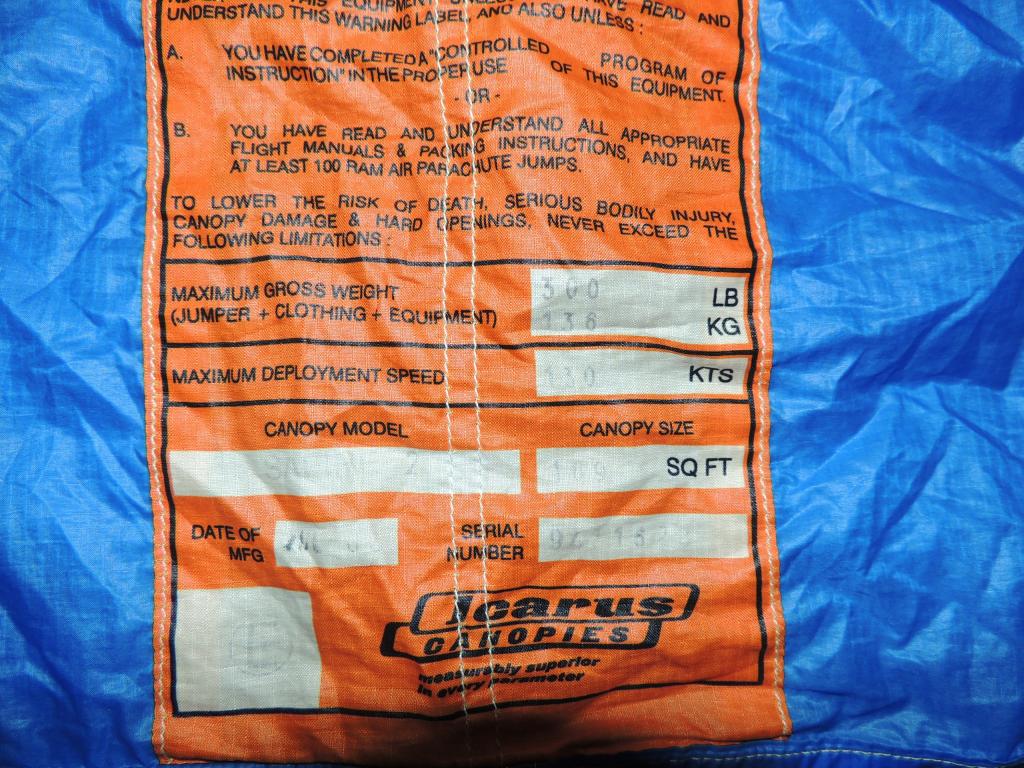 UNDERSTAND THIS WARNING LABEL AND ALSO UNLESS :
A. YOU HAVE COMPLETED A "CONTROLLED PROGRAM OF
INSTRUCTION" IN THE PROPER USE OF THIS EQUIPMENT.
- OR -
B. YOU HAVE READ AND UNDERSTAND ALL APPROPRIATE
FLIGHT MANUALS & PACKING INSTRUCTIONS, AND HAVE
AT LEAST 100 RAM AIR PARACHUTE JUMPS.
TO LOWER THE RISK OF DEATH, SERIOUS BODILY INJURY,
CANOPY DAMAGE & HARD OPENINGS, NEVER EXCEED THE
FOLLOWING LIMITATIONS :
MAXIMUM GROSS WEIGHT 300 LB
(JUMPER + CLOTHING + EQUIPMENT) 136 KG
MAXIMUM DEPLOYMENT SPEED 130 KTS
CANOPY MODEL CANOPY SIZE
SQ FT
DATE OF SERIAL
MFG NUMBER
Icarus
CANOPIES
measurably superior
in every parameter